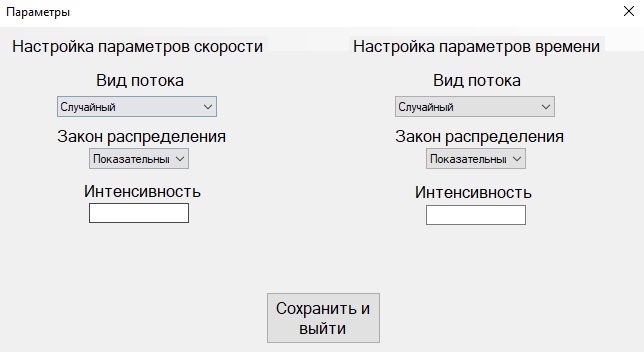 Параметры
Настройка параметров скорости
Вид потока
Случайный
Закон распределения
Показательны
Интенсивность
Настройка параметров времени
Вид потока
Случайный
Закон распределения
Показательны
Интенсивность
Сохранить и
выйти